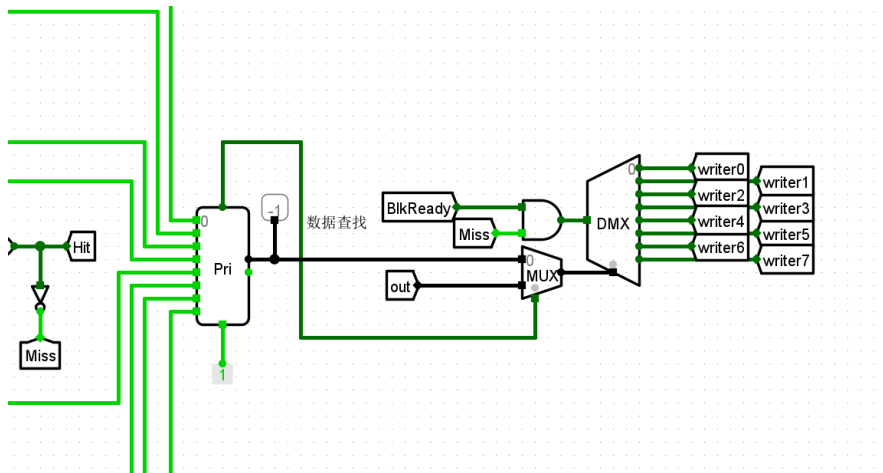 0
-1
数据查找
Pri
1
Hit
Miss
BlkReady
Miss
out
0
MUX
0
DMX
writer0
writer1
writer2
writer3
writer4
writer5
writer6
writer7